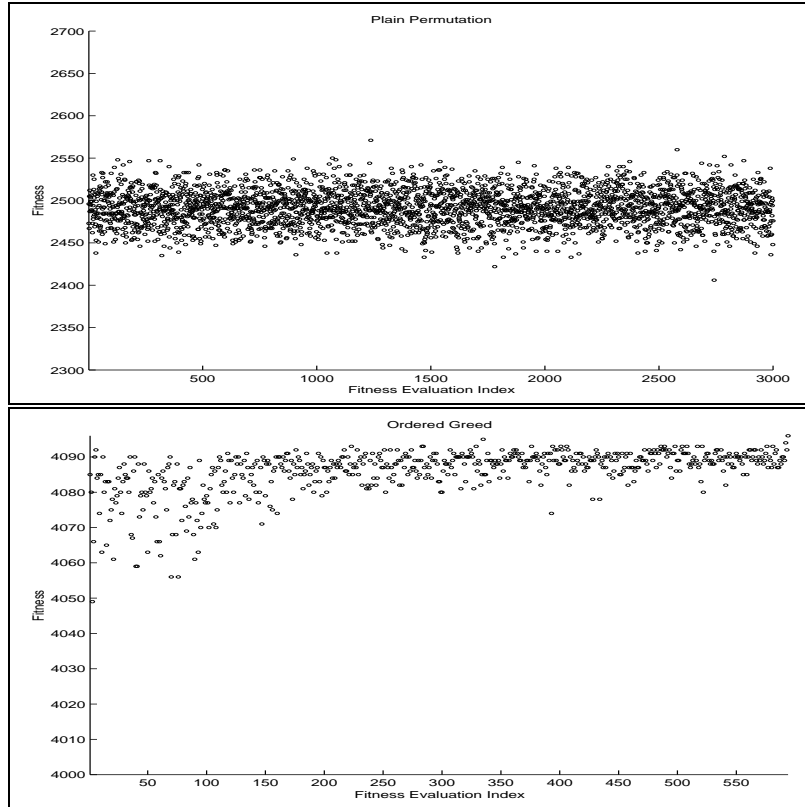 Plain Permutation
2700
2650
2600
2550
2500
2450
2400
2350
2300
Fitness
500 1000 1500 2000 2500 3000
Fitness Evaluation Index
Ordered Greed
4090
4080
4070
4060
4050
4040
4030
4020
4010
4000
Fitness
50 100 150 200 250 300 350 400 450 500 550
Fitness Evaluation Index